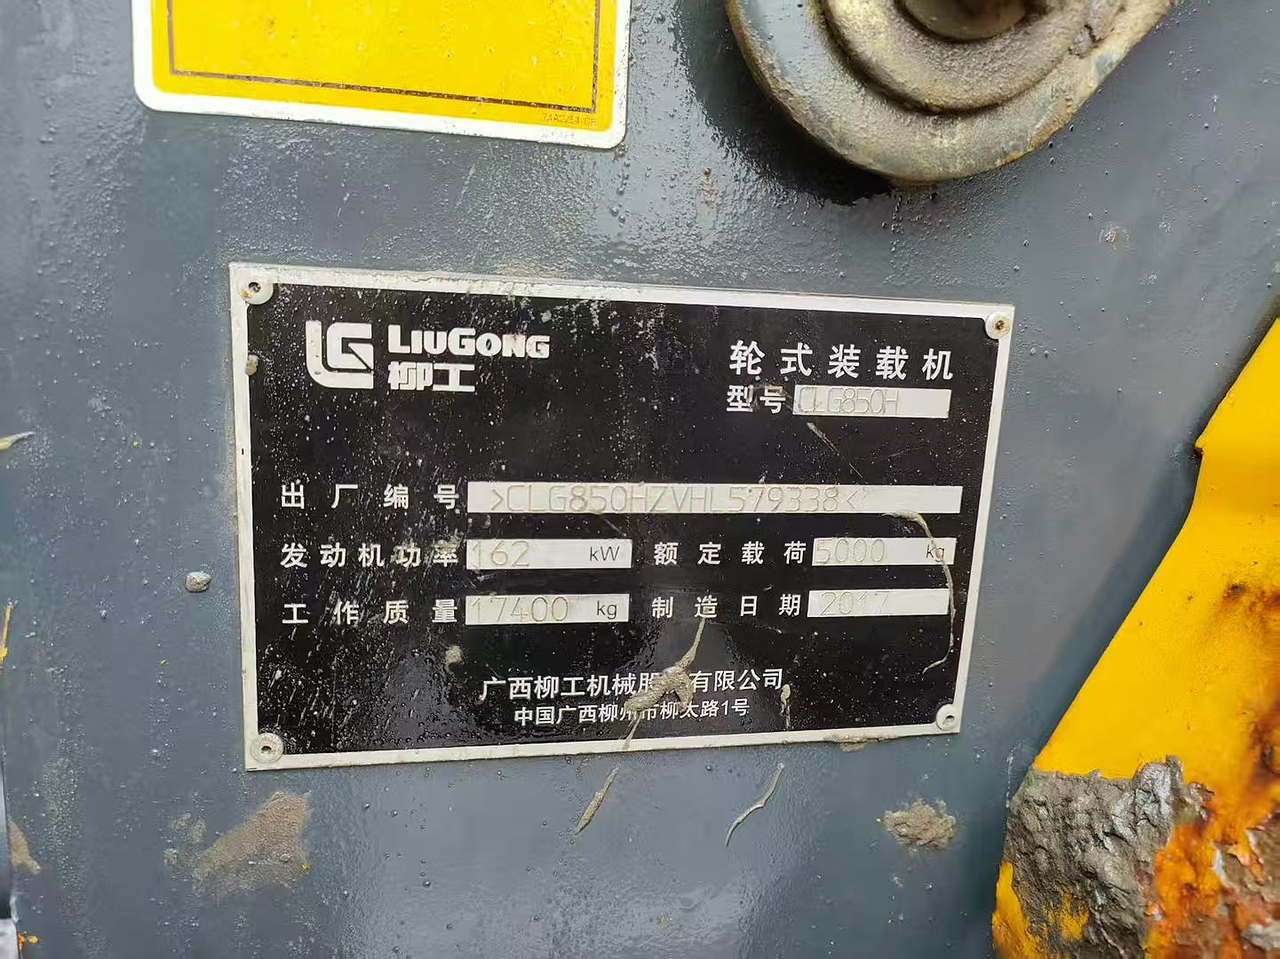 LIUGONG
柳工
轮式装载机
型号 CLG850H
出厂编号 >CLG850HZVHL579338<
发动机功率 162 kW 额定载荷 5000 kg
工作质量 17400 kg 制造日期 2017
广西柳工机械股 有限公司
中国广西柳州市柳太路1号